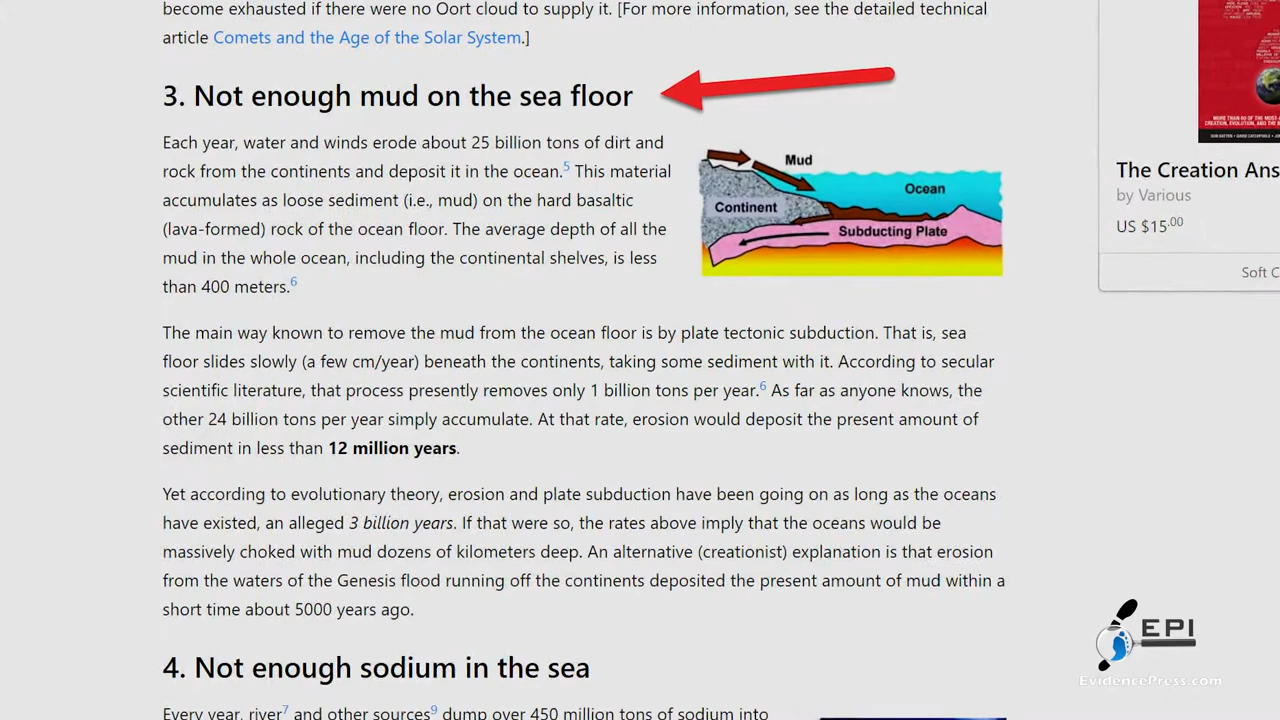 become exhausted if there were no Oort cloud to supply it. [For more information, see the detailed technical
article Comets and the Age of the Solar System.]
3. Not enough mud on the sea floor
Each year, water and winds erode about 25 billion tons of dirt and
rock from the continents and deposit it in the ocean.5 This material
accumulates as loose sediment (i.e., mud) on the hard basaltic
(lava-formed) rock of the ocean floor. The average depth of all the
mud in the whole ocean, including the continental shelves, is less
than 400 meters.6
Mud
Ocean
Continent
Subducting Plate
The main way known to remove the mud from the ocean floor is by plate tectonic subduction. That is, sea
floor slides slowly (a few cm/year) beneath the continents, taking some sediment with it. According to secular
scientific literature, that process presently removes only 1 billion tons per year.6 As far as anyone knows, the
other 24 billion tons per year simply accumulate. At that rate, erosion would deposit the present amount of
sediment in less than 12 million years.
Yet according to evolutionary theory, erosion and plate subduction have been going on as long as the oceans
have existed, an alleged 3 billion years. If that were so, the rates above imply that the oceans would be
massively choked with mud dozens of kilometers deep. An alternative (creationist) explanation is that erosion
from the waters of the Genesis flood running off the continents deposited the present amount of mud within a
short time about 5000 years ago.
4. Not enough sodium in the sea
Every year, river7 and other sources9 dump over 450 million tons of sodium into
The Creation Ans
by Various
US $15.00
Soft C
EPI
EvidencePress.com